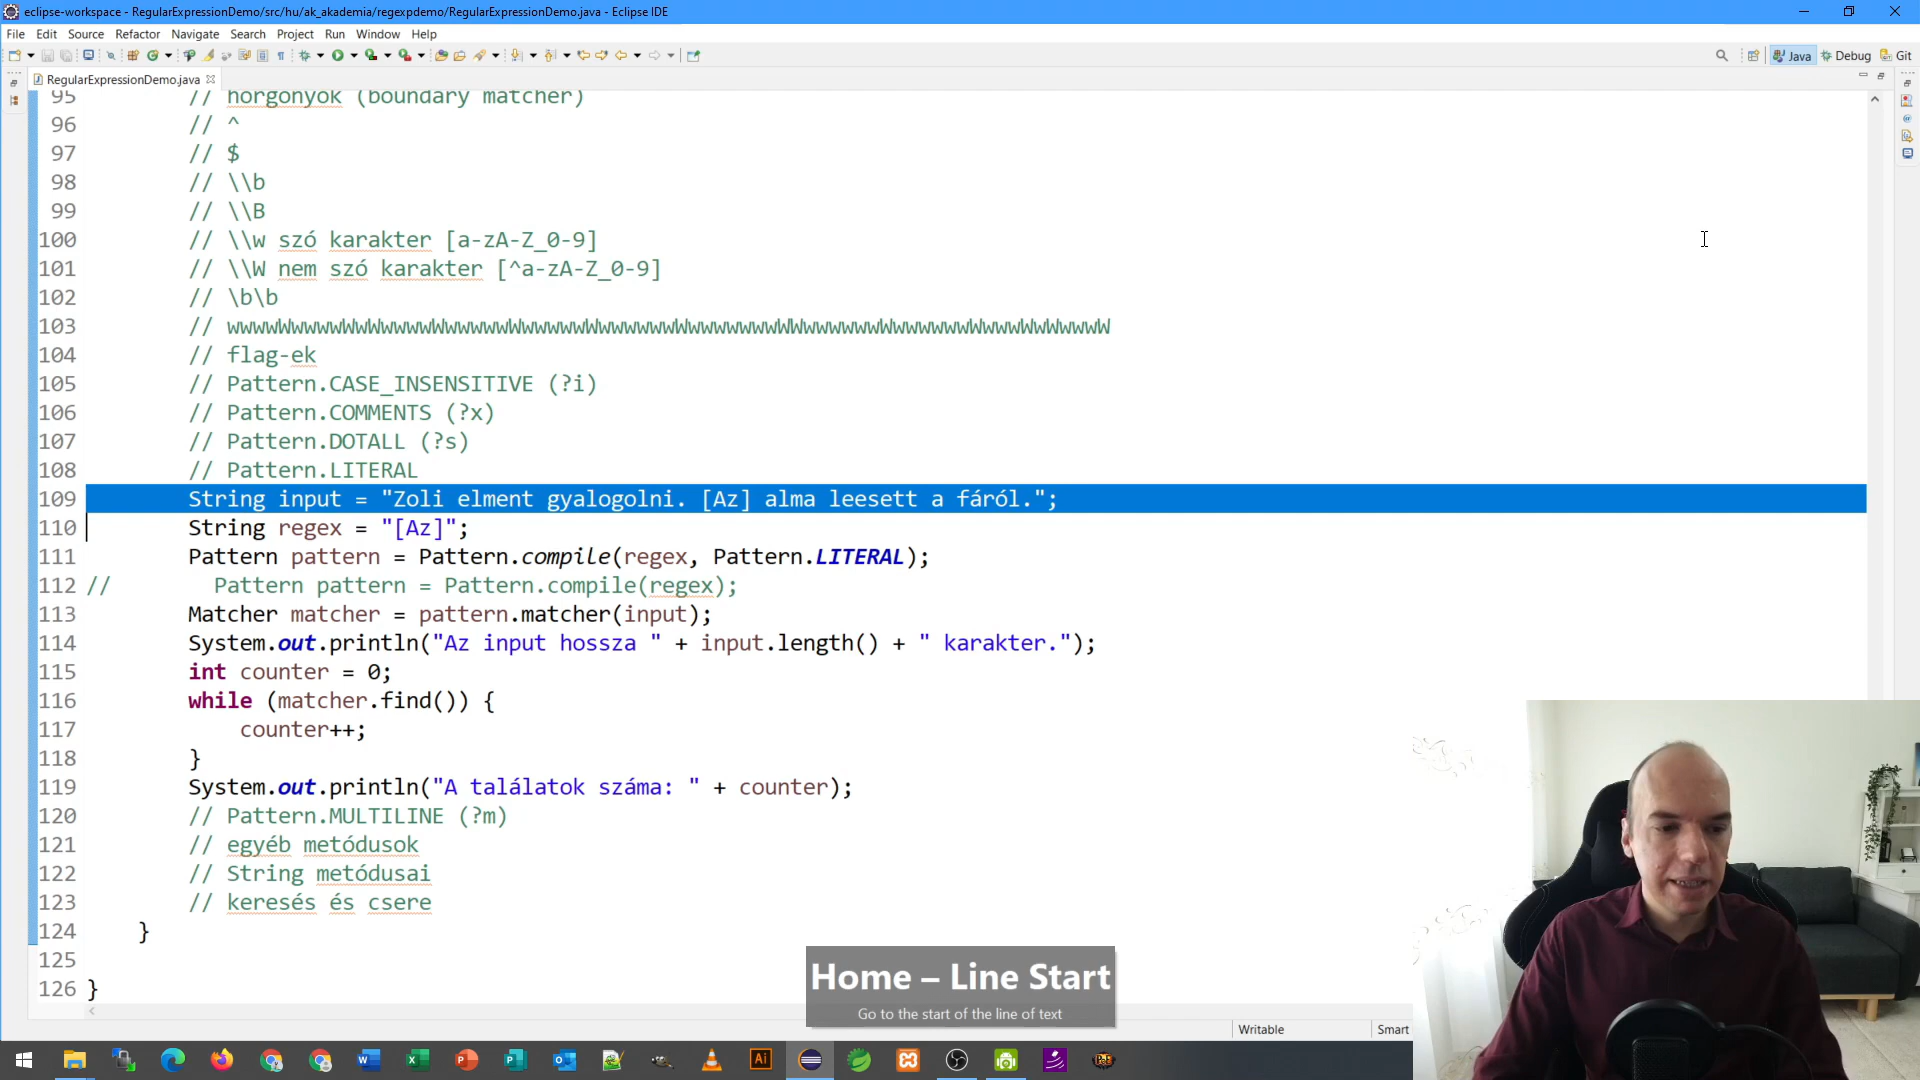 eclipse-workspace - RegularExpressionDemo/src/hu/ak_akademia/regexpdemo/RegularExpressionDemo.java - Eclipse IDE
File Edit Source Refactor Navigate Search Project Run Window Help
Java Debug Git
RegularExpressionDemo.java
95 // horgonyok (boundary matcher)
96 // ^
97 // $
98 // \\b
99 // \\B
100 // \\w szó karakter [a-zA-Z_0-9]
101 // \\W nem szó karakter [^a-zA-Z_0-9]
102 // \b\b
103 //
104 // flag-ek
105 // Pattern.CASE_INSENSITIVE (?i)
106 // Pattern.COMMENTS (?x)
107 // Pattern.DOTALL (?s)
108 // Pattern.LITERAL
109 String input = "Zoli elment gyalogolni. [Az] alma leesett a fáról.";
110 String regex = "[Az]";
111 Pattern pattern = Pattern.compile(regex, Pattern.LITERAL);
112 // Pattern pattern = Pattern.compile(regex);
113 Matcher matcher = pattern.matcher(input);
114 System.out.println("Az input hossza " + input.length() + " karakter.");
115 int counter = 0;
116 while (matcher.find()) {
117 counter++;
118 }
119 System.out.println("A találatok száma: " + counter);
120 // Pattern.MULTILINE (?m)
121 // egyéb metódusok
122 // String metódusai
123 // keresés és csere
124 }
125
126 }
Home – Line Start
Go to the start of the line of text
Writable Smart